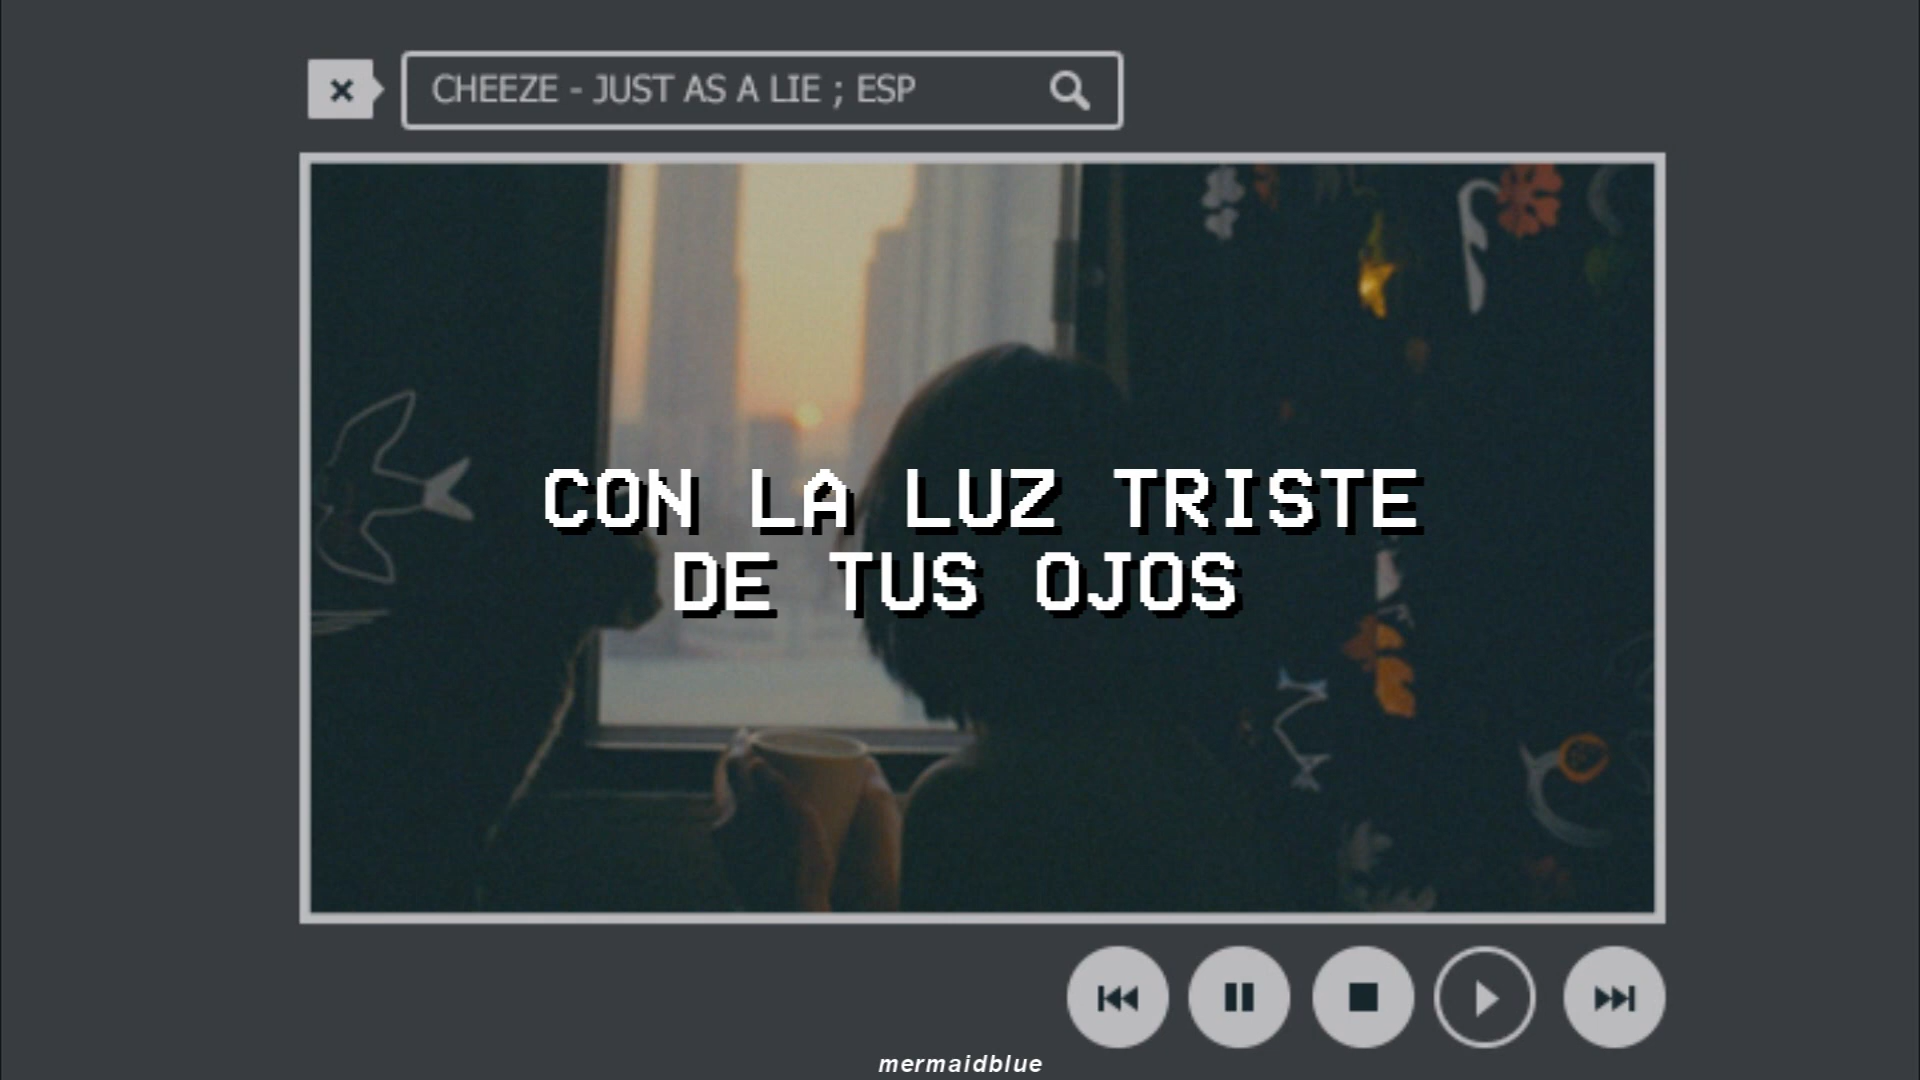 CHEEZE - JUST AS A LIE ; ESP
CON LA LUZ TRISTE
DE TUS OJOS
mermaidblue